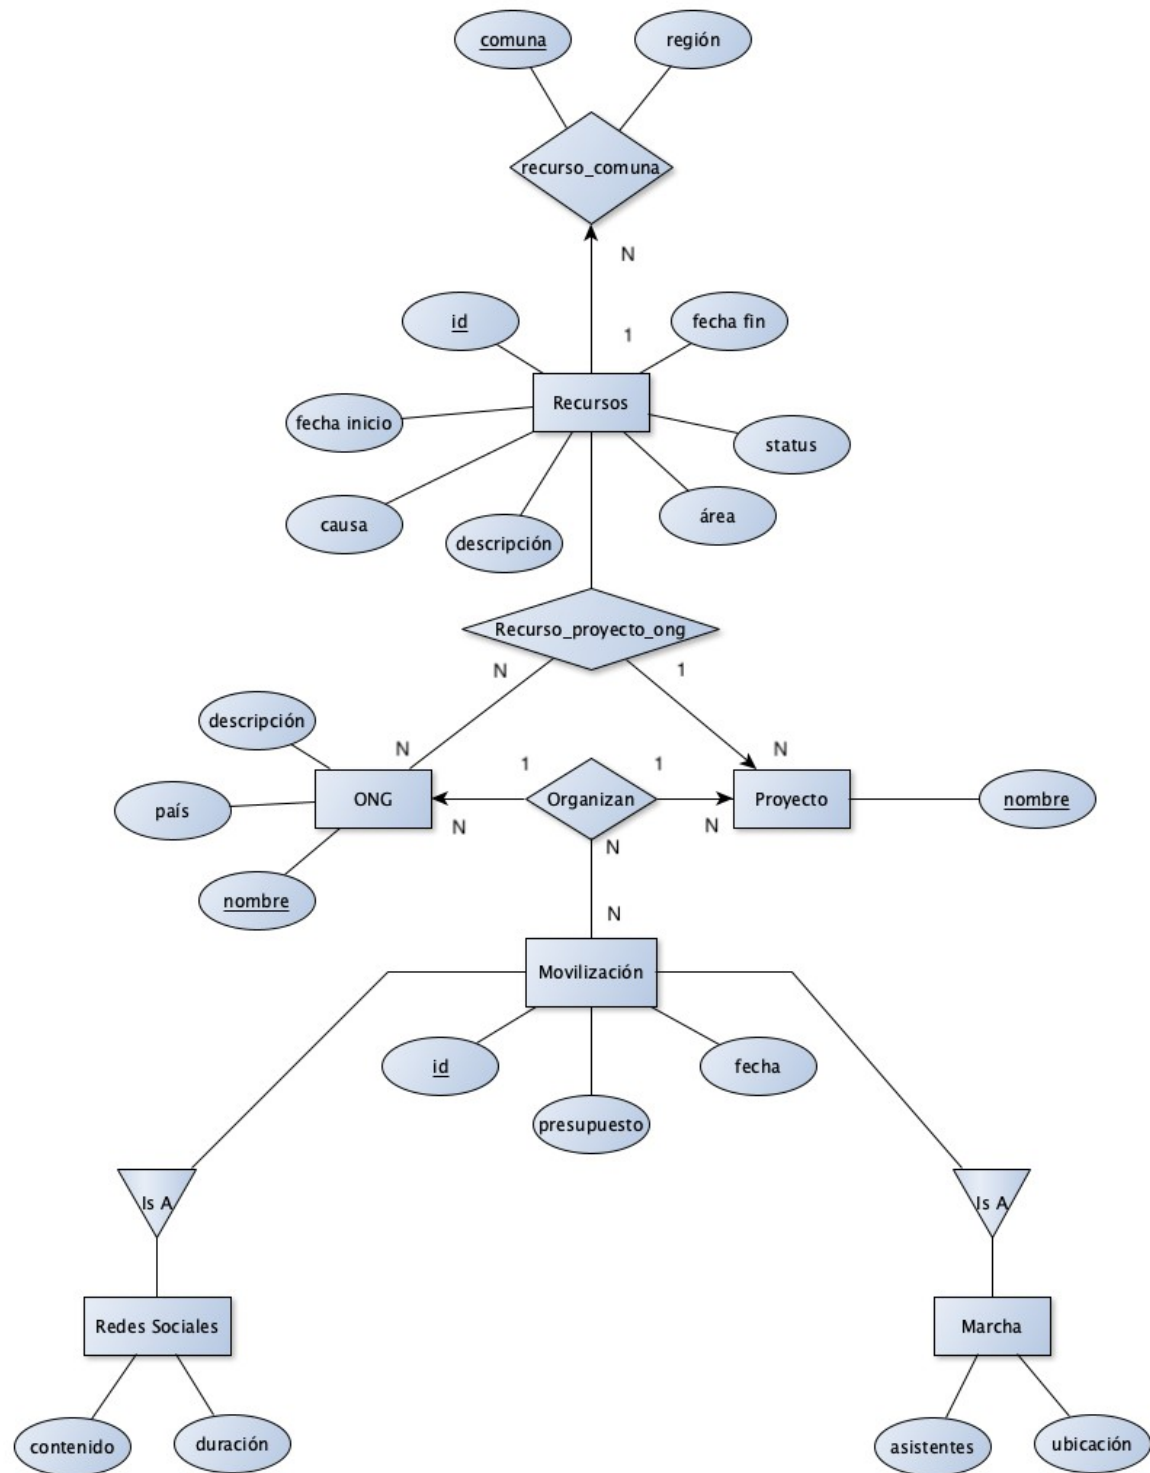 comuna
región
recurso_comuna
N
id
fecha fin
1
Recursos
fecha inicio
status
causa
descripción
área
Recurso_proyecto_ong
N
1
descripción
N
N
1
1
ONG
Organizan
Proyecto
nombre
país
N
N
N
nombre
N
Movilización
id
fecha
presupuesto
Is A
Is A
Redes Sociales
Marcha
contenido
duración
asistentes
ubicación